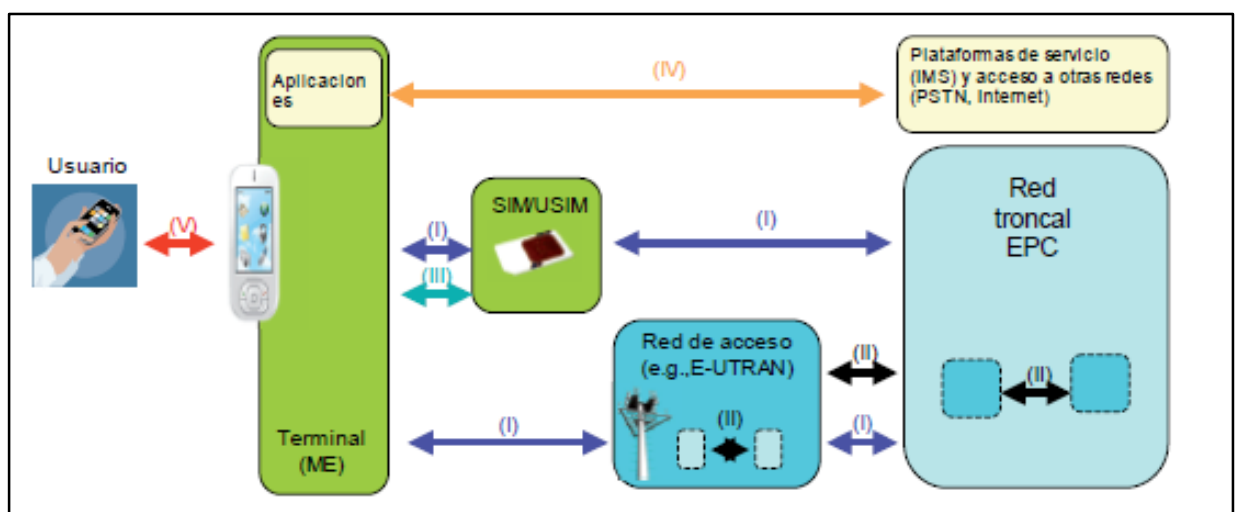 Aplicacion
es
(IV)
Plataformas de servicio
(IMS) y acceso a otras redes
(PSTN, Internet)
Usuario
(V)
SIM/USIM
(I)
(III)
(I)
Red
troncal
EPC
Red de acceso
(e.g.,E-UTRAN)
(II)
(II)
(II)
(I)
(I)
Terminal
(ME)